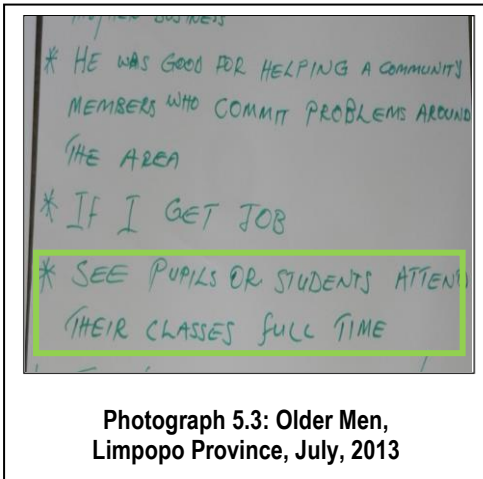 * HE WAS GOOD FOR HELPING A COMMUNITY
MEMBERS WHO COMMIT PROBLEMS AROUND
THE AREA
* IF I GET JOB
* SEE PUPILS OR STUDENTS ATTEND
THEIR CLASSES FULL TIME
Photograph 5.3: Older Men,
Limpopo Province, July, 2013